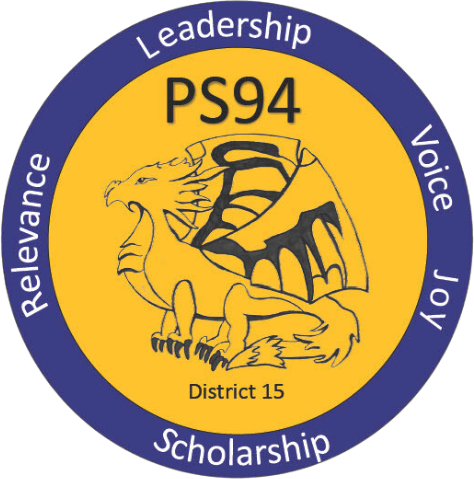 Leadership
PS94
Voice
Relevance
Joy
District 15
Scholarship